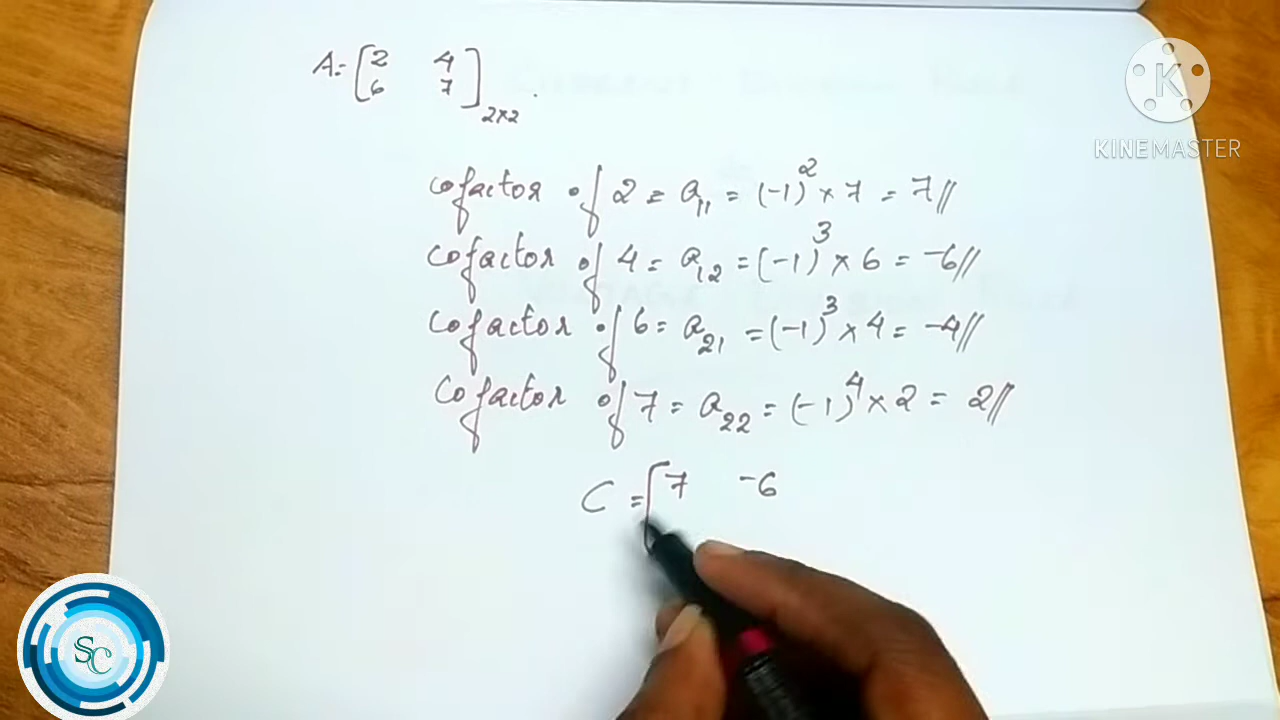 A = [2 4
6 7]2×2 .
KINEMASTER
cofactor of 2 = a11 = (-1)^2 × 7 = 7//
cofactor of 4 = a12 = (-1)^3 × 6 = -6//
cofactor of 6 = a21 = (-1)^3 × 4 = -4//
cofactor of 7 = a22 = (-1)^4 × 2 = 2//
C = [7 -6
SC